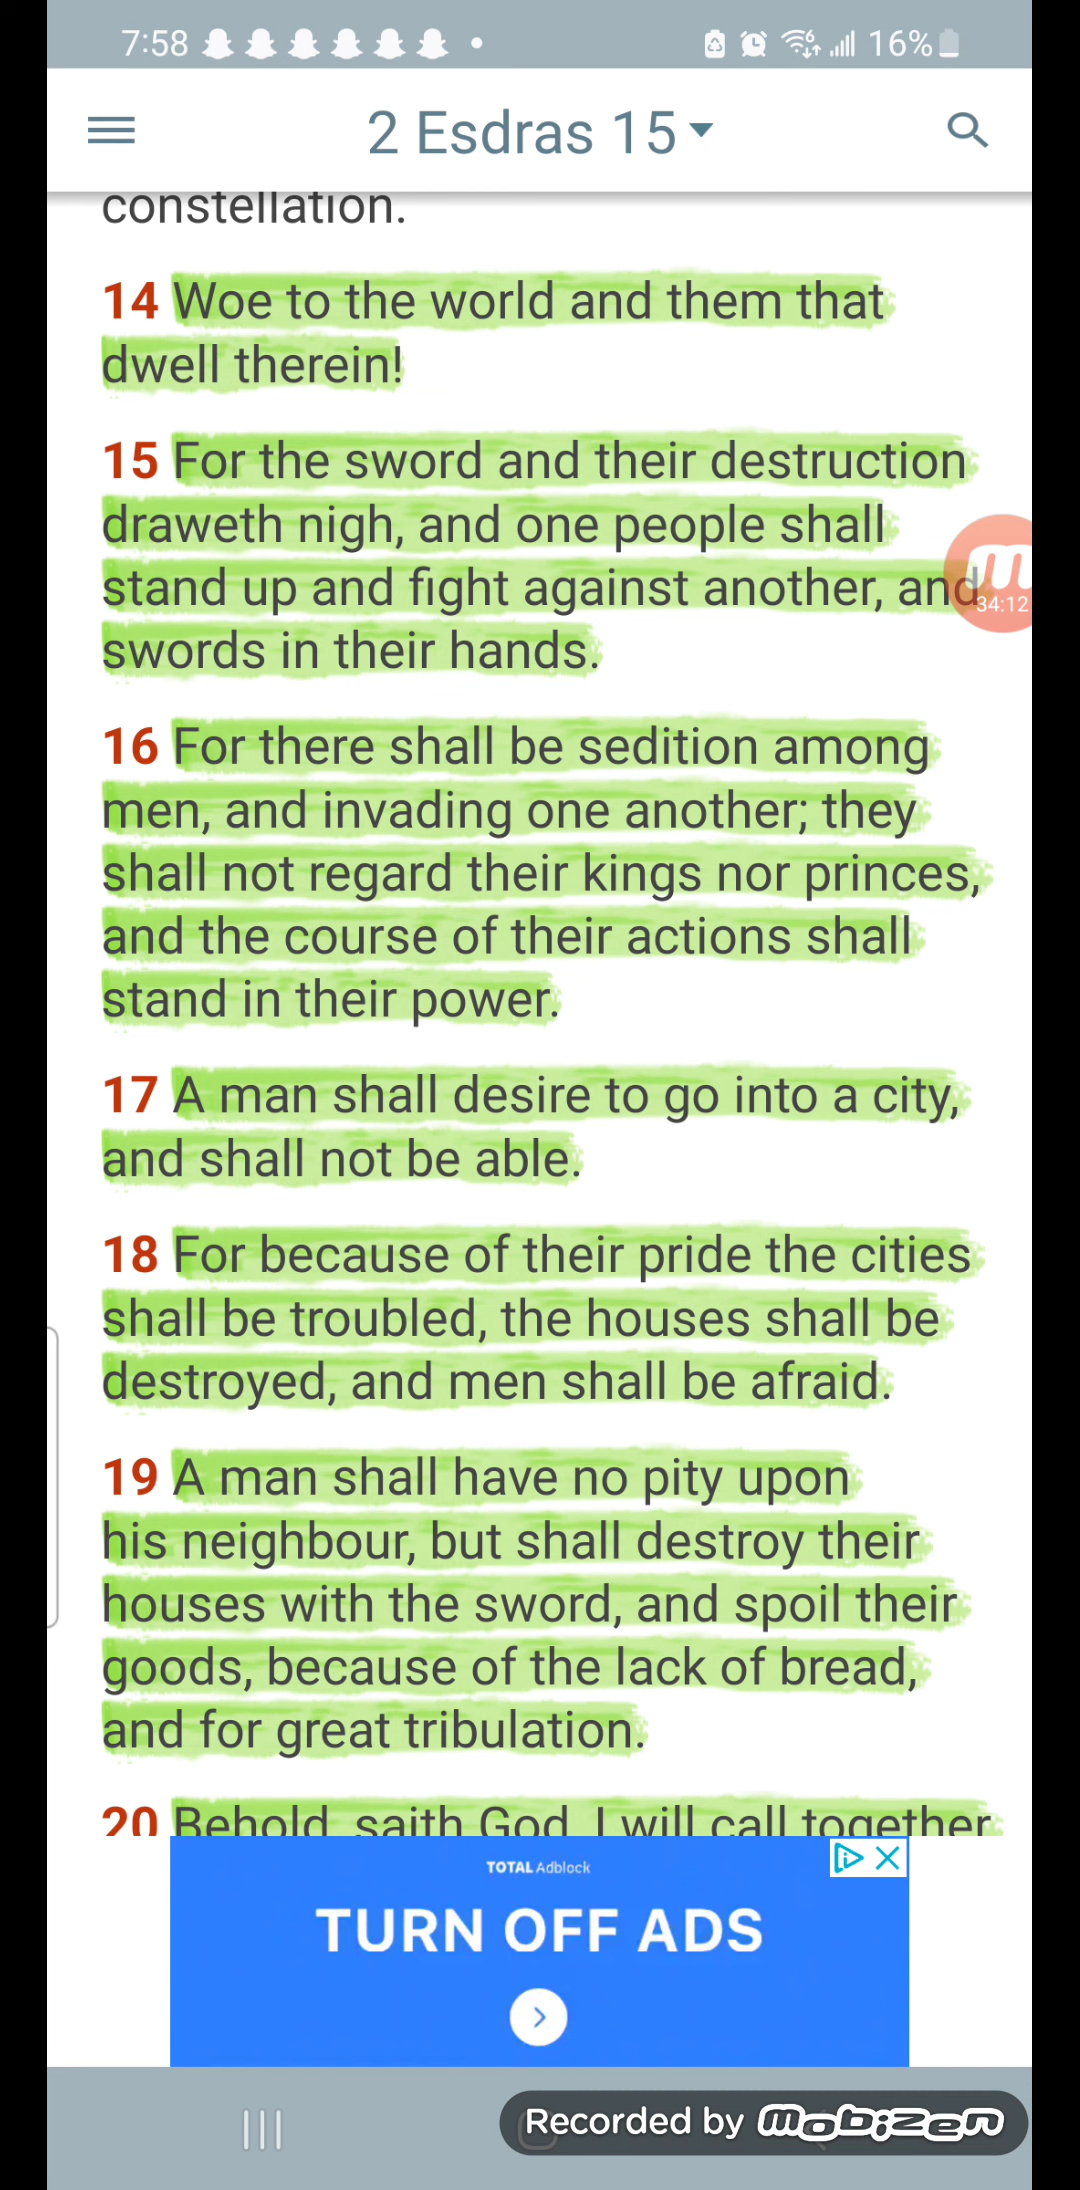 7:58 16%
2 Esdras 15
constellation.
14 Woe to the world and them that
dwell therein!
15 For the sword and their destruction
draweth nigh, and one people shall
stand up and fight against another, and
swords in their hands.
34:12
16 For there shall be sedition among
men, and invading one another; they
shall not regard their kings nor princes,
and the course of their actions shall
stand in their power.
17 A man shall desire to go into a city,
and shall not be able.
18 For because of their pride the cities
shall be troubled, the houses shall be
destroyed, and men shall be afraid.
19 A man shall have no pity upon
his neighbour, but shall destroy their
houses with the sword, and spoil their
goods, because of the lack of bread,
and for great tribulation.
20 Behold, saith God, I will call together
TOTAL Adblock
TURN OFF ADS
Recorded by mobizen